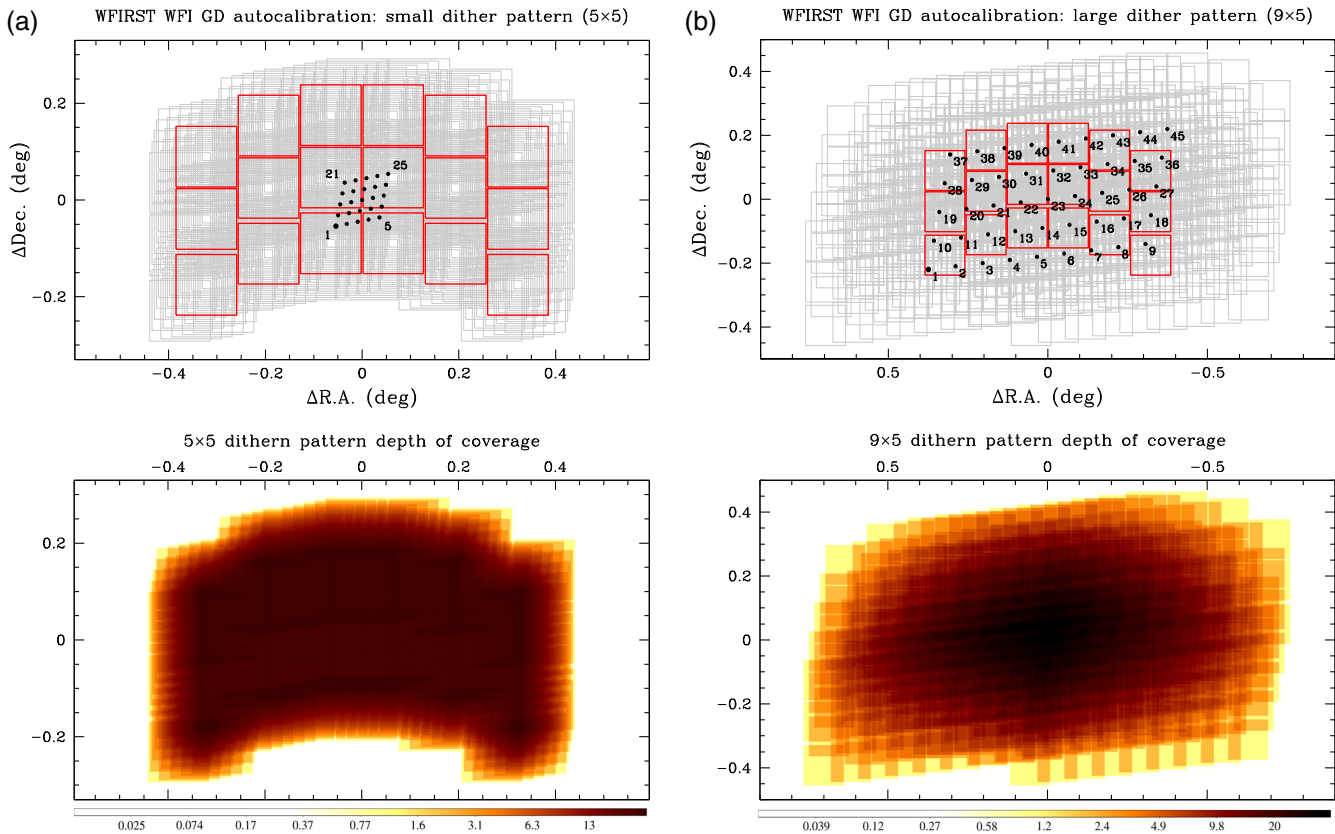 (a)
WFIRST WFI GD autocalibration: small dither pattern (5×5)
ΔDec. (deg)
0.2
0
−0.2
21
25
1
5
−0.4
−0.2
0
0.2
0.4
ΔR.A. (deg)
5×5 dithern pattern depth of coverage
−0.4
−0.2
0
0.2
0.4
0.2
0
−0.2
0.025 0.074 0.17 0.37 0.77 1.6 3.1 6.3 13
(b)
WFIRST WFI GD autocalibration: large dither pattern (9×5)
ΔDec. (deg)
0.4
0.2
0
−0.2
−0.4
37 38 39 40 41 42 43 44 45
28 29 30 31 32 33 34 35 36
19 20 21 22 23 24 25 26 27
10 11 12 13 14 15 16 17 18
1 2 3 4 5 6 7 8 9
0.5
0
−0.5
ΔR.A. (deg)
9×5 dithern pattern depth of coverage
0.5
0
−0.5
0.4
0.2
0
−0.2
−0.4
0.039 0.12 0.27 0.58 1.2 2.4 4.9 9.8 20